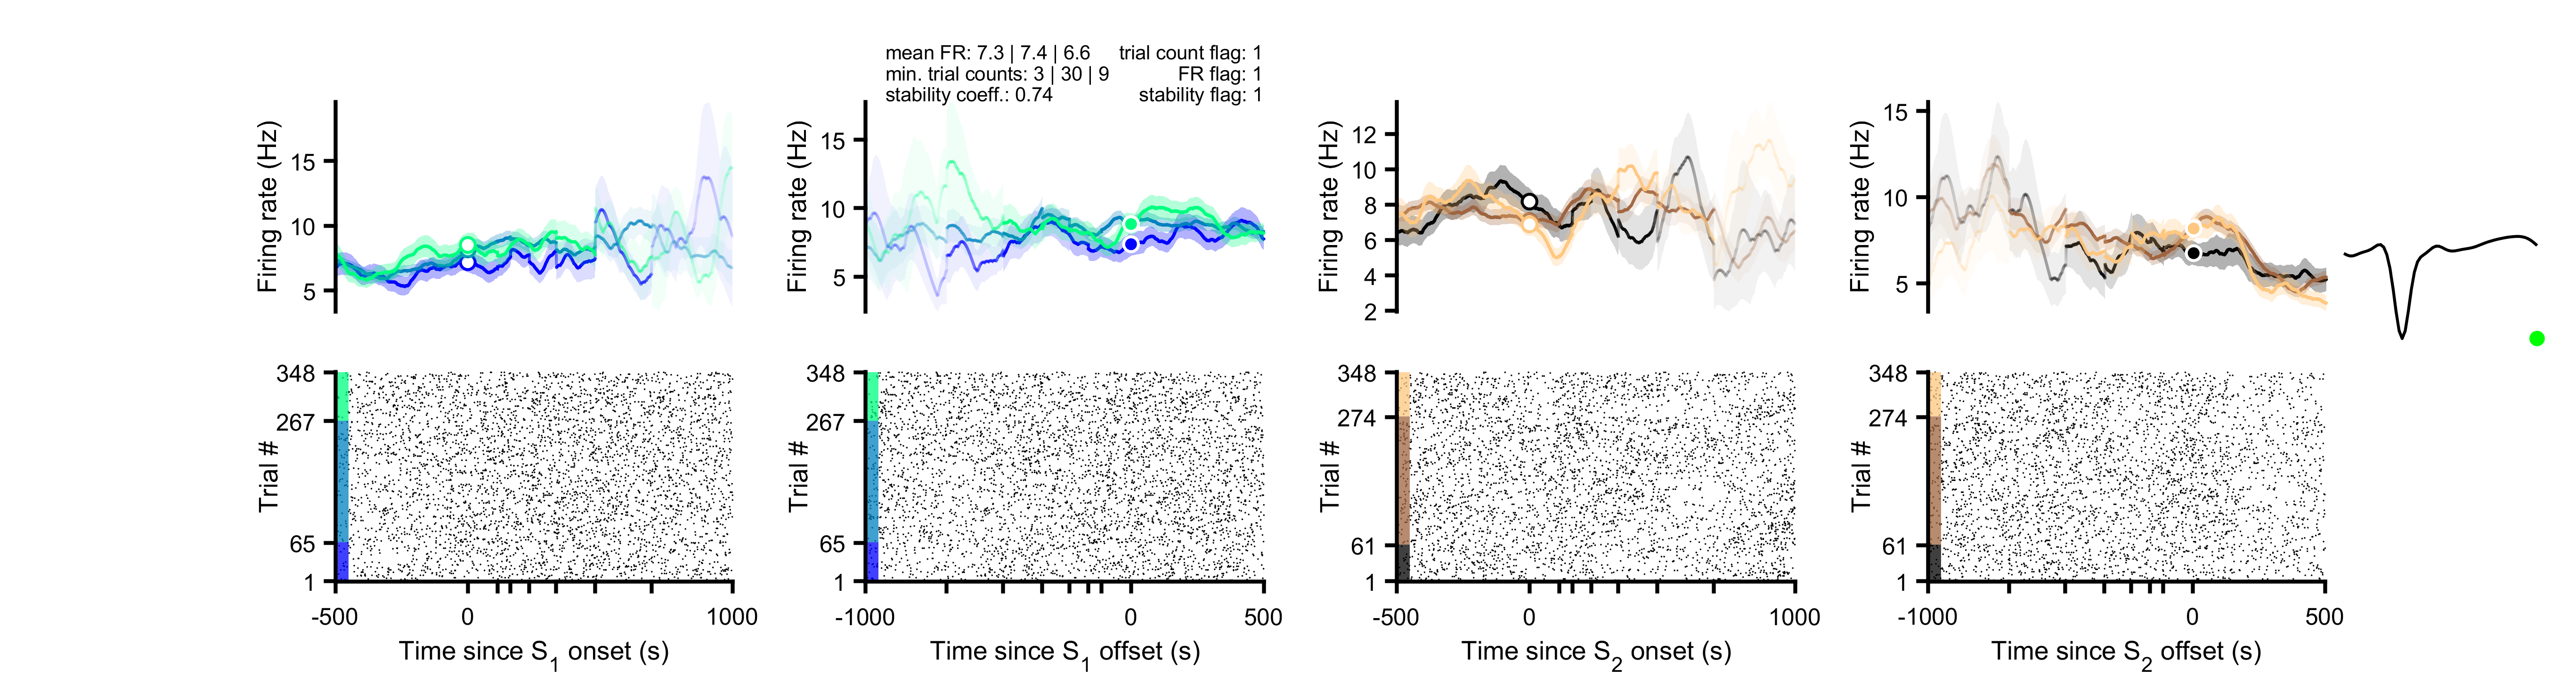 mean FR: 7.3 | 7.4 | 6.6 trial count flag: 1
min. trial counts: 3 | 30 | 9 FR flag: 1
stability coeff.: 0.74 stability flag: 1
Firing rate (Hz)
15
10
5
Firing rate (Hz)
15
10
5
Firing rate (Hz)
12
10
8
6
4
2
Firing rate (Hz)
15
10
5
Trial #
348
267
65
1
-500 0 1000
Time since S1 onset (s)
Trial #
348
267
65
1
-1000 0 500
Time since S1 offset (s)
Trial #
348
274
61
1
-500 0 1000
Time since S2 onset (s)
Trial #
348
274
61
1
-1000 0 500
Time since S2 offset (s)